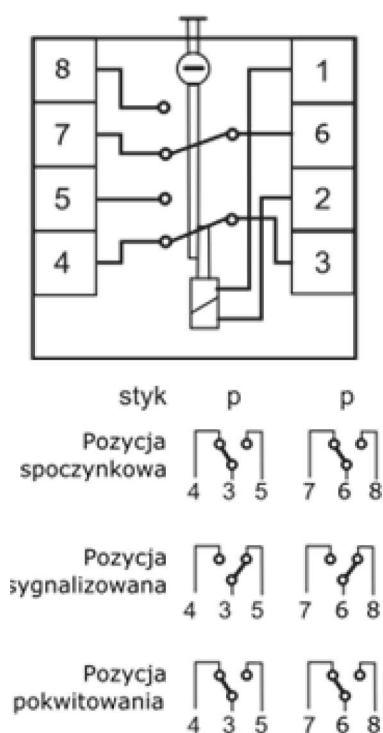 8 1
7 6
5 2
4 3
styk p p
Pozycja
spoczynkowa
4 3 5 7 6 8
Pozycja
sygnalizowana
4 3 5 7 6 8
Pozycja
pokwitowania
4 3 5 7 6 8